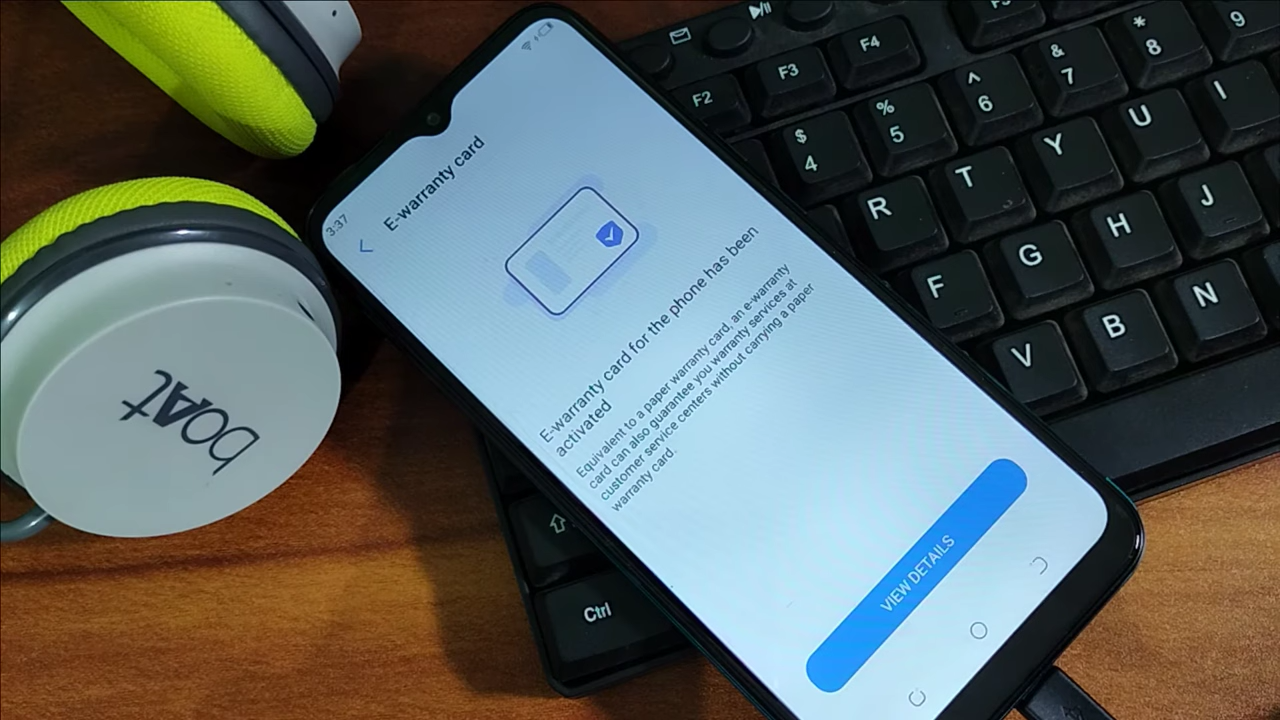 3:37
E-warranty card
E-warranty card for the phone has been
activated
Equivalent to a paper warranty card, an e-warranty
card can also guarantee you warranty services at
customer service centers without carrying a paper
warranty card.
VIEW DETAILS
boAt
F2
F3
F4
$
4
%
5
^
6
&
7
*
8
9
R
T
Y
U
I
F
G
H
J
V
B
N
Ctrl